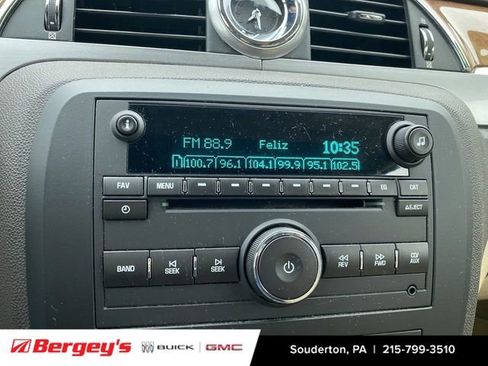 FM 88.9 Feliz 10:35
1 100.7 96.1 104.1 99.9 95.1 102.5
FAV MENU EQ CAT
EJECT
BAND SEEK SEEK REV FWD CD/AUX
Bergey's BUICK GMC Souderton, PA | 215-799-3510